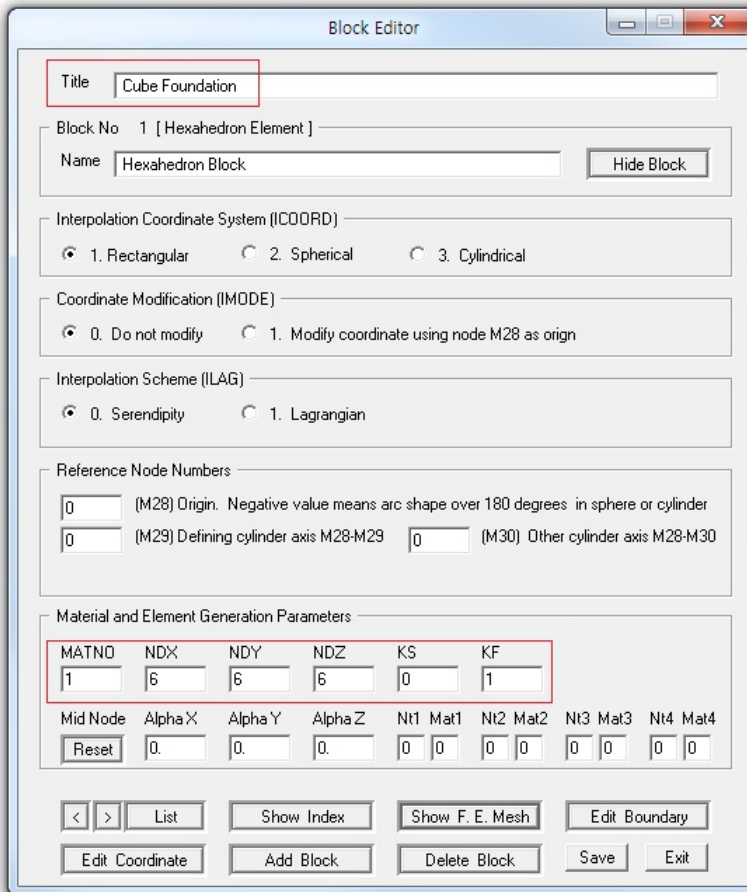 Block Editor
Title Cube Foundation
Block No 1 [ Hexahedron Element ]
Name Hexahedron Block Hide Block
Interpolation Coordinate System (ICOORD)
1. Rectangular 2. Spherical 3. Cylindrical
Coordinate Modification (IMODE)
0. Do not modify 1. Modify coordinate using node M28 as orign
Interpolation Scheme (ILAG)
0. Serendipity 1. Lagrangian
Reference Node Numbers
0 (M28) Origin. Negative value means arc shape over 180 degrees in sphere or cylinder
0 (M29) Defining cylinder axis M28-M29 0 (M30) Other cylinder axis M28-M30
Material and Element Generation Parameters
MATNO NDX NDY NDZ KS KF
1 6 6 6 0 1
Mid Node Alpha X Alpha Y Alpha Z Nt1 Mat1 Nt2 Mat2 Nt3 Mat3 Nt4 Mat4
Reset 0. 0. 0. 0 0 0 0 0 0 0 0
< > List Show Index Show F. E. Mesh Edit Boundary
Edit Coordinate Add Block Delete Block Save Exit